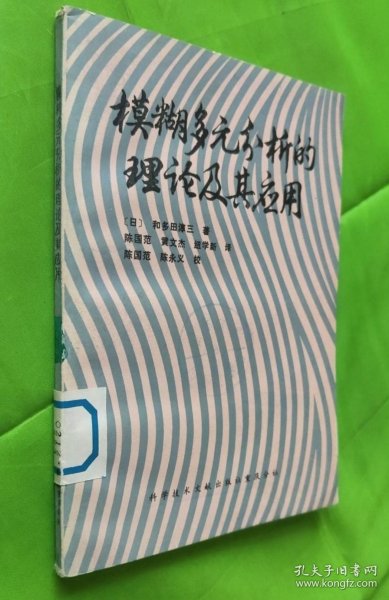 模糊多元分析的
理论及其应用
〔日〕 和多田淳三 著
陈国范 黄文杰 班学新 译
陈国范 陈永义 校
科学技术文献出版社重庆分社
孔夫子旧书网
www.kongfz.com